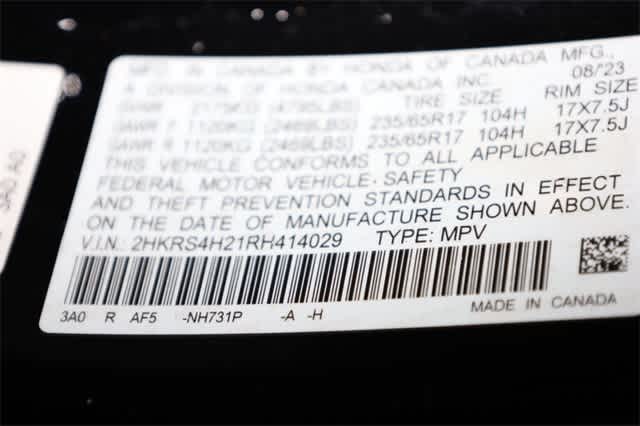 MFD. IN CANADA BY HONDA OF CANADA MFG.,
A DIVISION OF HONDA CANADA INC. 08/'23
GVWR 2175KG (4795LBS) TIRE SIZE RIM SIZE
GAWR F 1120KG (2469LBS) 235/65R17 104H 17X7.5J
GAWR R 1120KG (2469LBS) 235/65R17 104H 17X7.5J
THIS VEHICLE CONFORMS TO ALL APPLICABLE
FEDERAL MOTOR VEHICLE SAFETY
AND THEFT PREVENTION STANDARDS IN EFFECT
ON THE DATE OF MANUFACTURE SHOWN ABOVE.
V.I.N.: 2HKRS4H21RH414029 TYPE: MPV
3A0 R AF5 -NH731P -A -H MADE IN CANADA